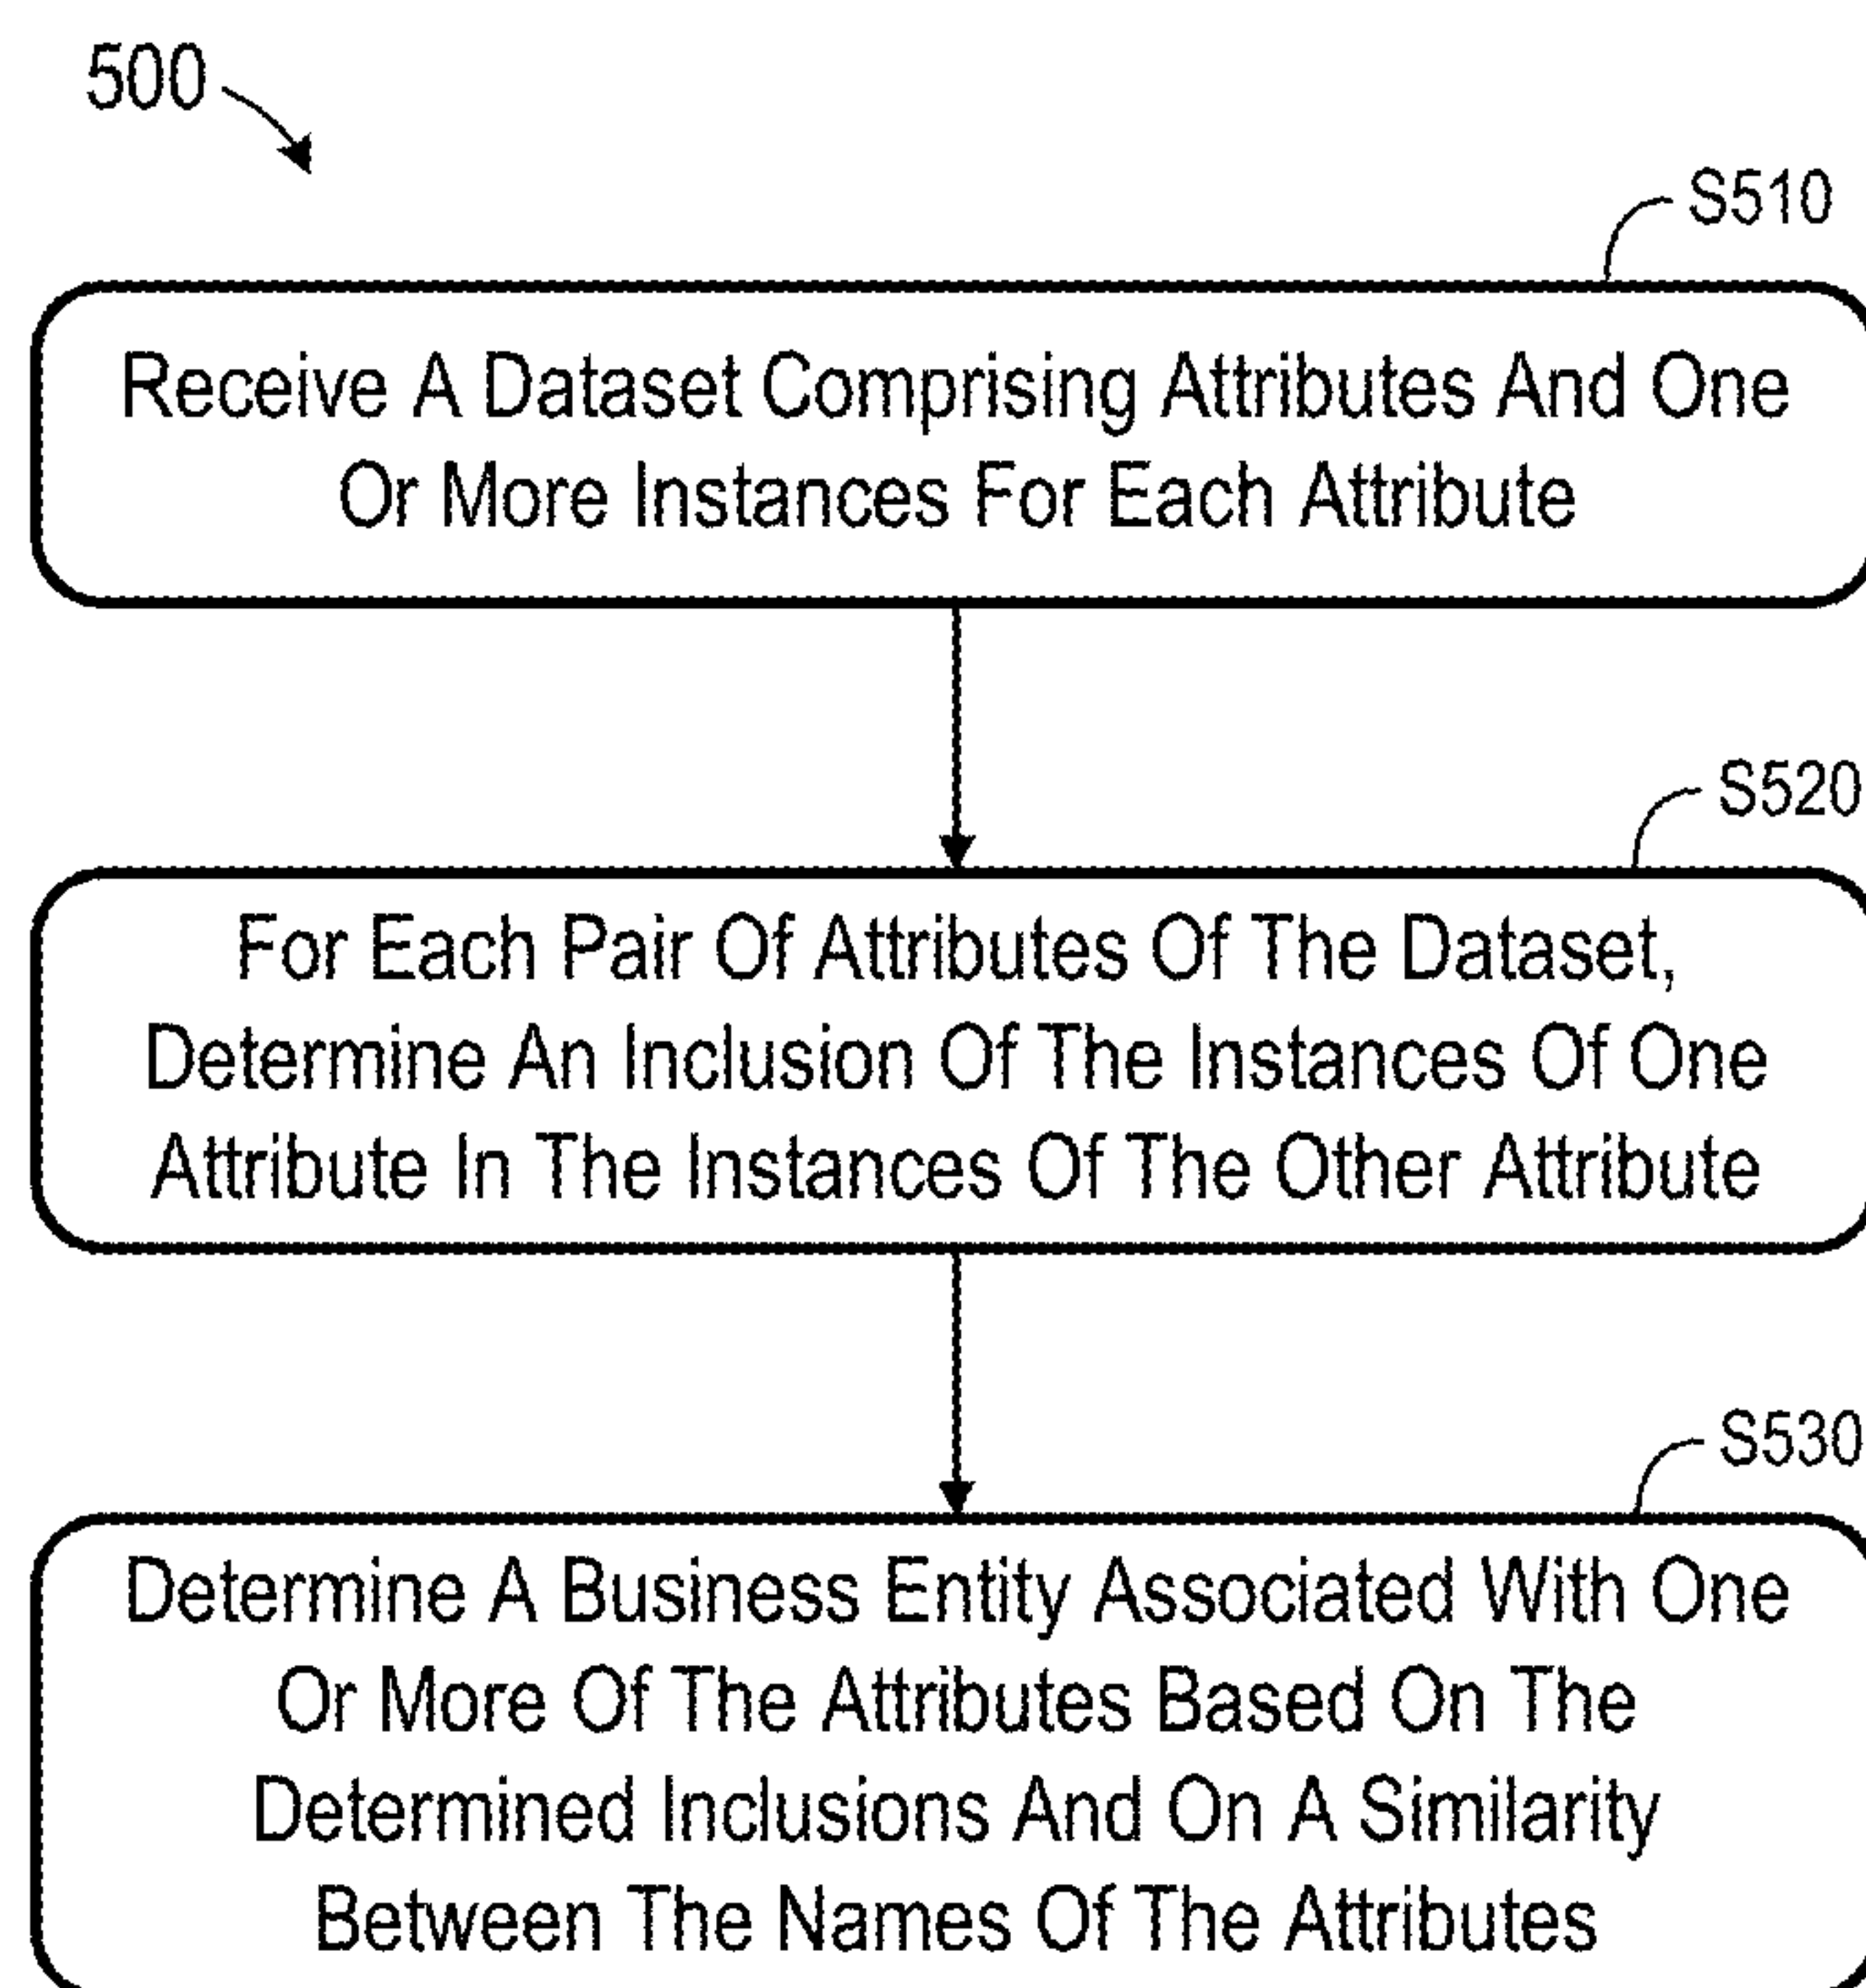 500
S510
Receive A Dataset Comprising Attributes And One
Or More Instances For Each Attribute
S520
For Each Pair Of Attributes Of The Dataset,
Determine An Inclusion Of The Instances Of One
Attribute In The Instances Of The Other Attribute
S530
Determine A Business Entity Associated With One
Or More Of The Attributes Based On The
Determined Inclusions And On A Similarity
Between The Names Of The Attributes